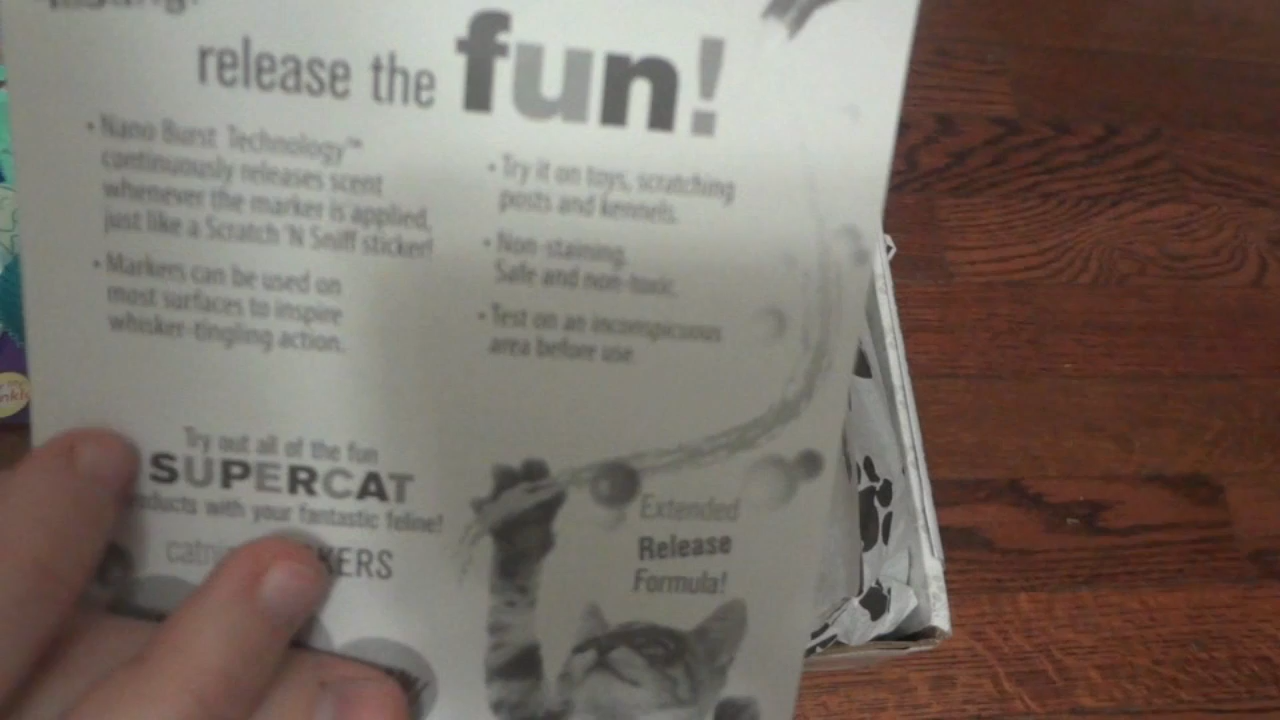 release the fun!
• Nano Burst Technology™
continuously releases scent
whenever the marker is applied,
just like a Scratch 'N Sniff sticker!
• Markers can be used on
most surfaces to inspire
whisker-tingling action.
• Try it on toys, scratching
posts and kennels.
• Non-staining.
Safe and non-toxic.
• Test on an inconspicuous
area before use.
Try out all of the fun
SUPERCAT
with your fantastic feline!
Extended
Release
Formula!